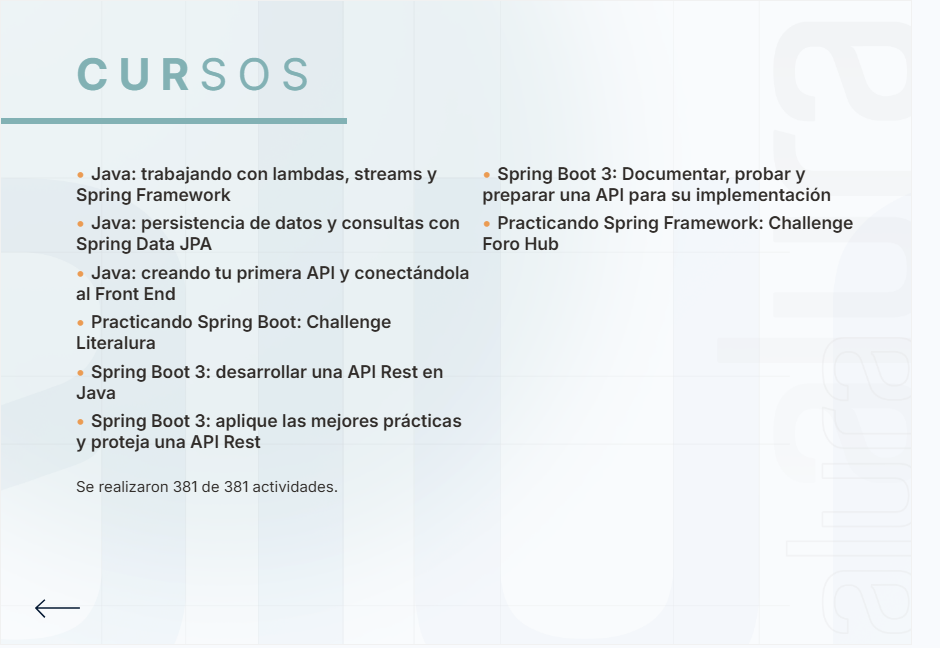 CURSOS
• Java: trabajando con lambdas, streams y
Spring Framework
• Java: persistencia de datos y consultas con
Spring Data JPA
• Java: creando tu primera API y conectándola
al Front End
• Practicando Spring Boot: Challenge
Literalura
• Spring Boot 3: desarrollar una API Rest en
Java
• Spring Boot 3: aplique las mejores prácticas
y proteja una API Rest
• Spring Boot 3: Documentar, probar y
preparar una API para su implementación
• Practicando Spring Framework: Challenge
Foro Hub
Se realizaron 381 de 381 actividades.
alura